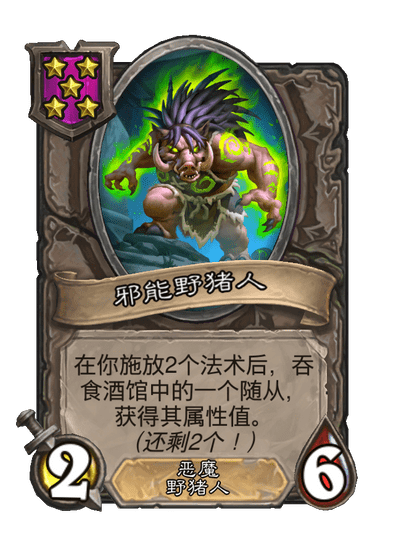 邪能野猪人
在你施放2个法术后，吞
食酒馆中的一个随从，
获得其属性值。
（还剩2个！）
2
恶魔
野猪人
6